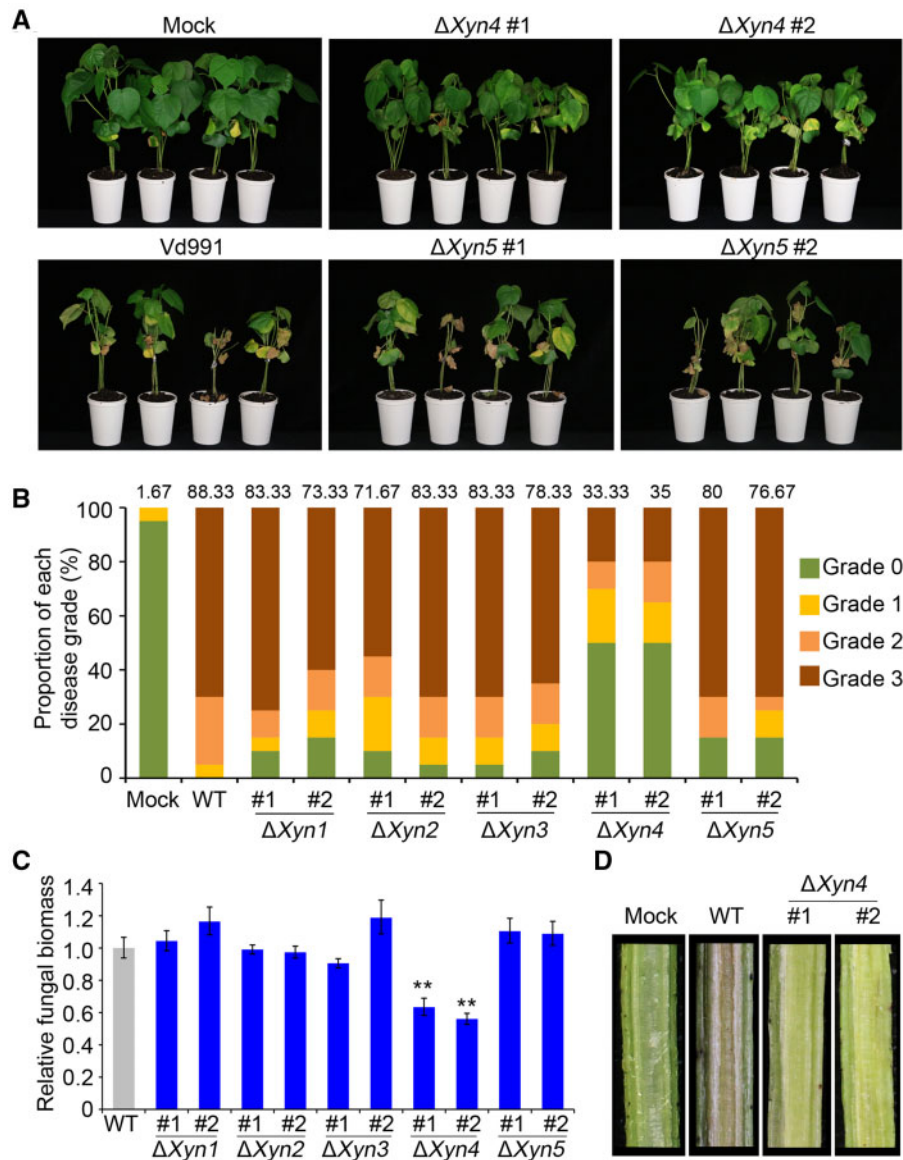 A
Mock
ΔXyn4 #1
ΔXyn4 #2
Vd991
ΔXyn5 #1
ΔXyn5 #2
B
1.67 88.33 83.33 73.33 71.67 83.33 83.33 78.33 33.33 35 80 76.67
Proportion of each
disease grade (%)
100
80
60
40
20
0
Grade 0
Grade 1
Grade 2
Grade 3
Mock WT #1 #2 #1 #2 #1 #2 #1 #2 #1 #2
ΔXyn1 ΔXyn2 ΔXyn3 ΔXyn4 ΔXyn5
C
Relative fungal biomass
1.4
1.2
1.0
0.8
0.6
0.4
1.2
0
** **
WT #1 #2 #1 #2 #1 #2 #1 #2 #1 #2
ΔXyn1 ΔXyn2 ΔXyn3 ΔXyn4 ΔXyn5
D
ΔXyn4
Mock WT #1 #2